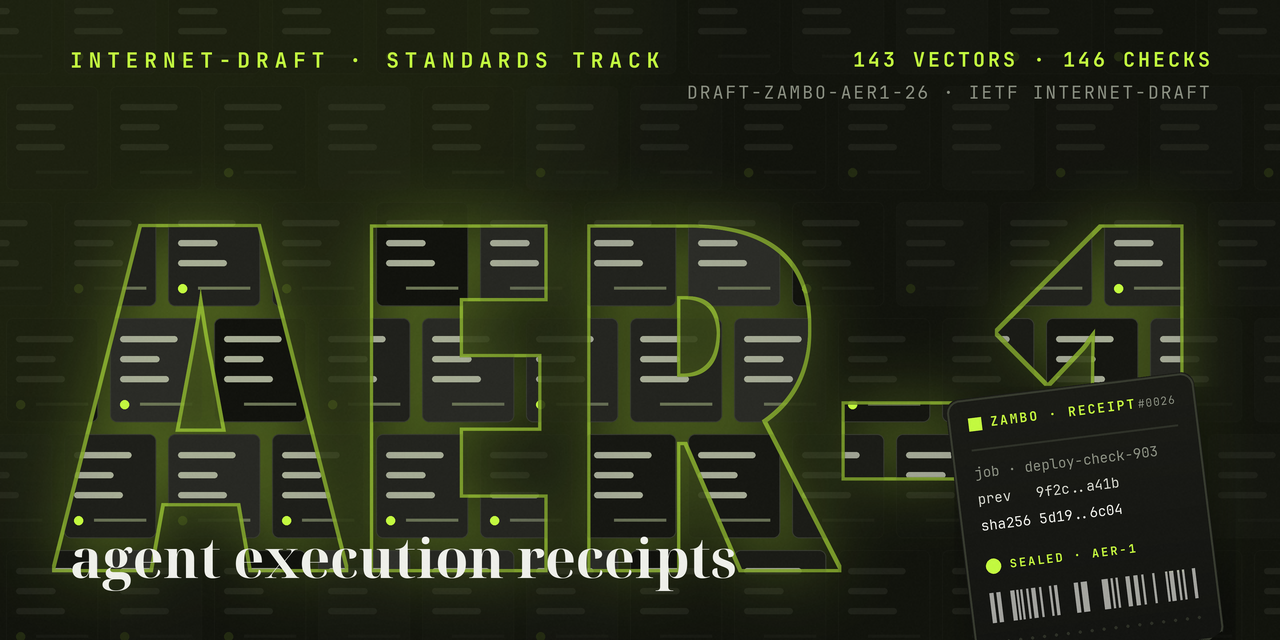 INTERNET-DRAFT · STANDARDS TRACK
143 VECTORS · 146 CHECKS
DRAFT-ZAMBO-AER1-26 · IETF INTERNET-DRAFT
AER-1
agent execution receipts
ZAMBO · RECEIPT #0026
job · deploy-check-903
prev 9f2c..a41b
sha256 5d19..6c04
SEALED · AER-1